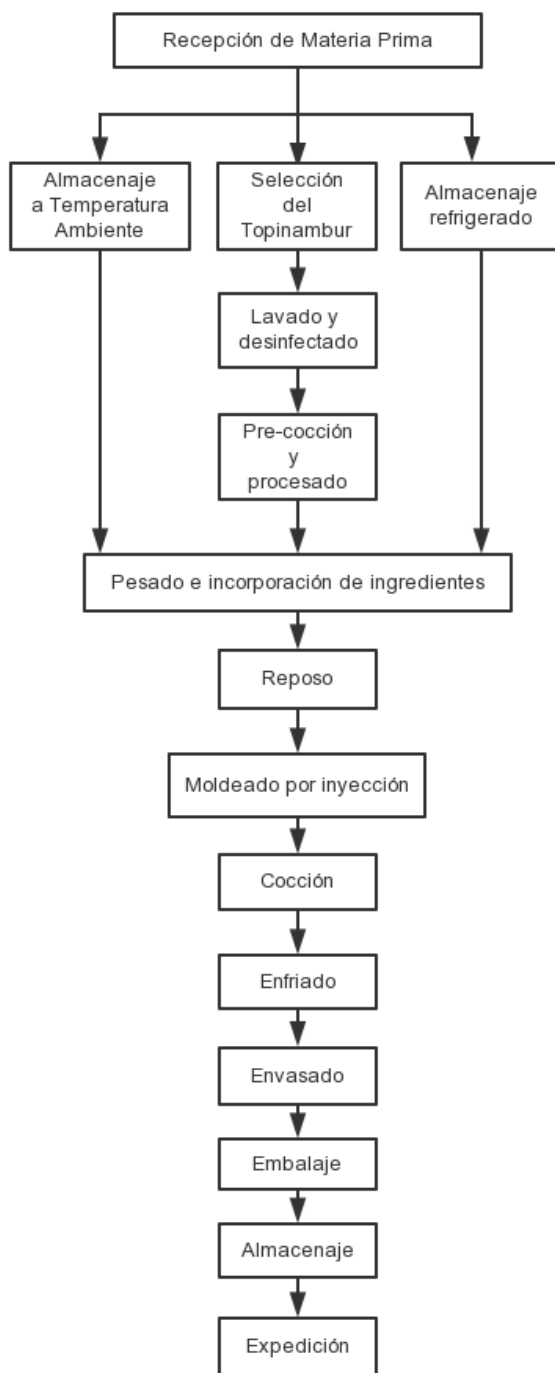 Recepción de Materia Prima
Almacenaje
a Temperatura
Ambiente
Selección
del
Topinambur
Almacenaje
refrigerado
Lavado y
desinfectado
Pre-cocción
y
procesado
Pesado e incorporación de ingredientes
Reposo
Moldeado por inyección
Cocción
Enfriado
Envasado
Embalaje
Almacenaje
Expedición